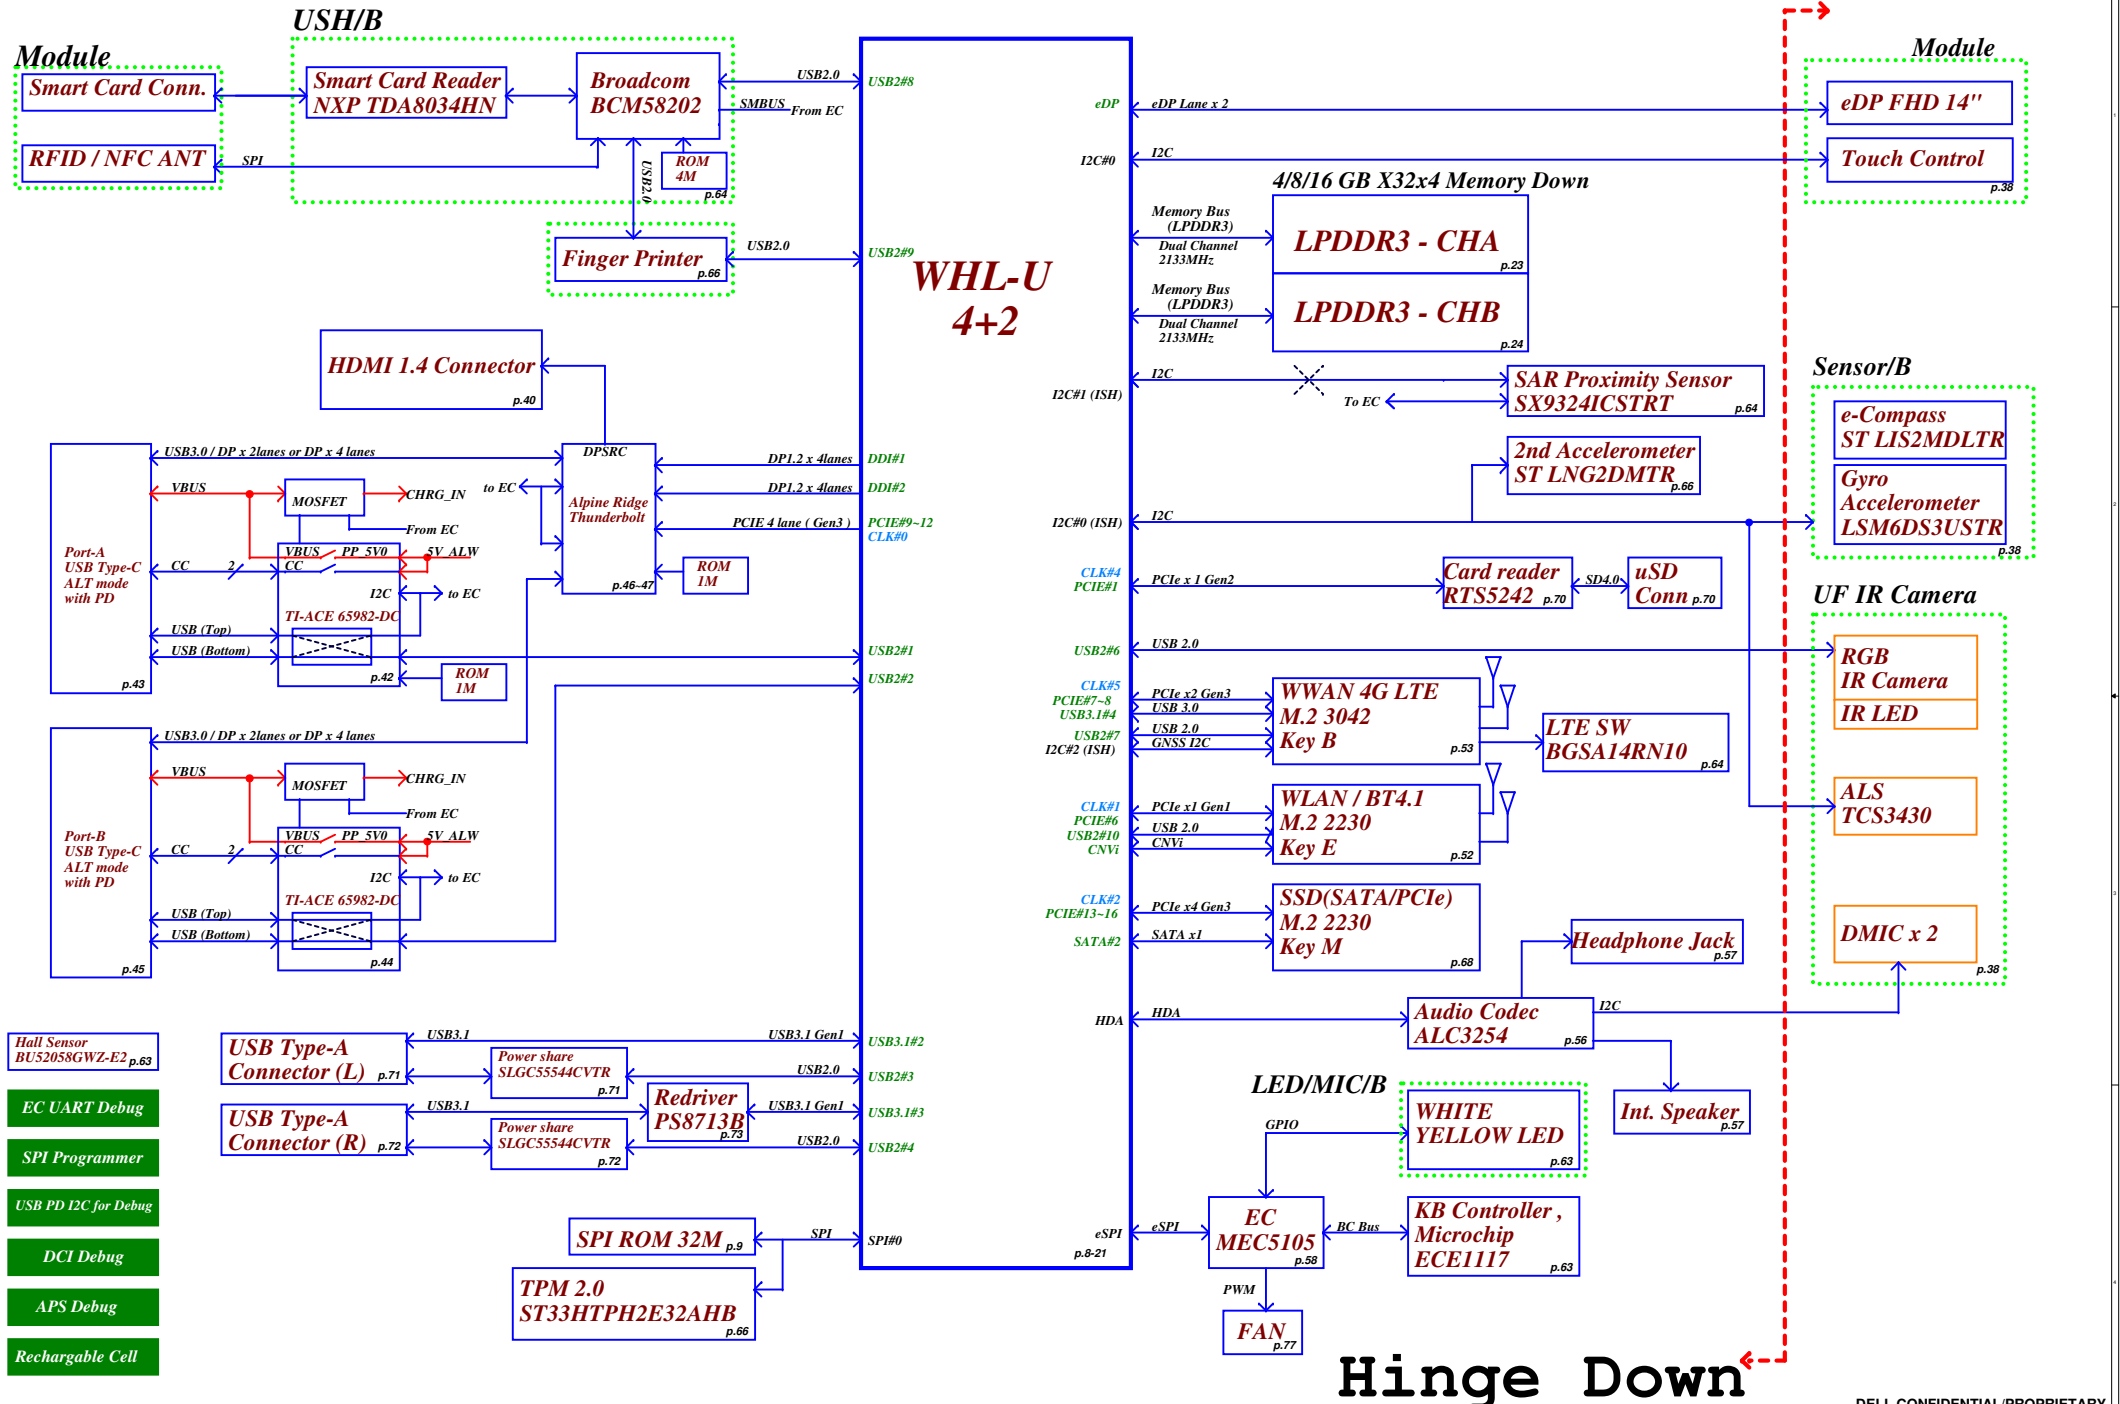 USH/B
Module
Smart Card Conn.
RFID / NFC ANT
SPI
Smart Card Reader
NXP TDA8034HN
Broadcom
BCM58202
ROM
4M
p.64
USB2.0
USB2.0
SMBUS
From EC
Finger Printer
p.66
USB2.0
HDMI 1.4 Connector
p.40
Port-A
USB Type-C
ALT mode
with PD
p.43
USB3.0 / DP x 2lanes or DP x 4 lanes
VBUS
MOSFET
CHRG_IN
From EC
VBUS
PP_5V0
5V_ALW
CC
2
CC
I2C
to EC
TI-ACE 65982-DC
USB (Top)
USB (Bottom)
p.42
ROM
1M
DPSRC
to EC
Alpine Ridge
Thunderbolt
p.46~47
ROM
1M
DP1.2 x 4lanes
DP1.2 x 4lanes
PCIE 4 lane ( Gen3 )
Port-B
USB Type-C
ALT mode
with PD
p.45
USB3.0 / DP x 2lanes or DP x 4 lanes
VBUS
MOSFET
CHRG_IN
From EC
VBUS
PP_5V0
5V_ALW
CC
2
CC
I2C
to EC
TI-ACE 65982-DC
USB (Top)
USB (Bottom)
p.44
Hall Sensor
BU52058GWZ-E2
p.63
EC UART Debug
SPI Programmer
USB PD I2C for Debug
DCI Debug
APS Debug
Rechargable Cell
USB Type-A
Connector (L)
p.71
USB3.1
USB3.1 Gen1
Power share
SLGC55544CVTR
p.71
USB2.0
USB Type-A
Connector (R)
p.72
USB3.1
Redriver
PS8713B
p.73
USB3.1 Gen1
Power share
SLGC55544CVTR
p.72
USB2.0
SPI ROM 32M
p.9
SPI
TPM 2.0
ST33HTPH2E32AHB
p.66
WHL-U
4+2
USB2#8
USB2#9
DDI#1
DDI#2
PCIE#9~12
CLK#0
USB2#1
USB2#2
USB3.1#2
USB2#3
USB3.1#3
USB2#4
SPI#0
eDP
I2C#0
I2C#1 (ISH)
I2C#0 (ISH)
CLK#4
PCIE#1
USB2#6
CLK#5
PCIE#7~8
USB3.1#4
USB2#7
I2C#2 (ISH)
CLK#1
PCIE#6
USB2#10
CNVi
CLK#2
PCIE#13~16
SATA#2
HDA
eSPI
p.8-21
eDP Lane x 2
I2C
4/8/16 GB X32x4 Memory Down
Memory Bus
(LPDDR3)
Dual Channel
2133MHz
LPDDR3 - CHA
p.23
Memory Bus
(LPDDR3)
Dual Channel
2133MHz
LPDDR3 - CHB
p.24
I2C
To EC
SAR Proximity Sensor
SX9324ICSTRT
p.64
2nd Accelerometer
ST LNG2DMTR
p.66
I2C
PCIe x 1 Gen2
Card reader
RTS5242
p.70
SD4.0
uSD
Conn
p.70
USB 2.0
PCIe x2 Gen3
USB 3.0
USB 2.0
GNSS I2C
WWAN 4G LTE
M.2 3042
Key B
p.53
LTE SW
BGSA14RN10
p.64
PCIe x1 Gen1
USB 2.0
CNVi
WLAN / BT4.1
M.2 2230
Key E
p.52
PCIe x4 Gen3
SATA x1
SSD(SATA/PCIe)
M.2 2230
Key M
p.68
Headphone Jack
p.57
HDA
Audio Codec
ALC3254
p.56
I2C
Int. Speaker
p.57
LED/MIC/B
WHITE
YELLOW LED
p.63
GPIO
eSPI
EC
MEC5105
p.58
BC Bus
KB Controller ,
Microchip
ECE1117
p.63
PWM
FAN
p.77
Module
eDP FHD 14"
Touch Control
p.38
Sensor/B
e-Compass
ST LIS2MDLTR
Gyro
Accelerometer
LSM6DS3USTR
p.38
UF IR Camera
RGB
IR Camera
IR LED
ALS
TCS3430
DMIC x 2
p.38
Hinge Down
DELL CONFIDENTIAL/PROPRIETARY